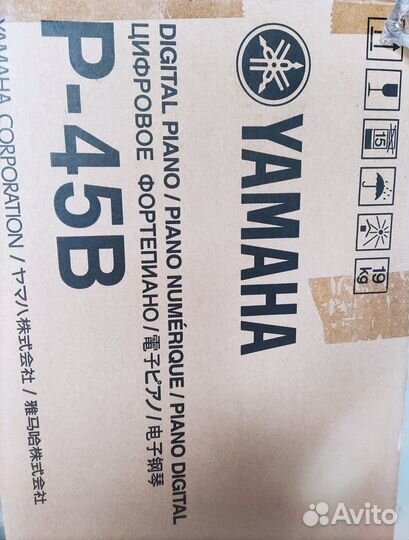 YAMAHA
DIGITAL PIANO / PIANO NUMÉRIQUE / PIANO DIGITAL
ЦИФРОВОЕ ФОРТЕПИАНО / 電子ピアノ / 电子钢琴
P-45B
YAMAHA CORPORATION / ヤマハ株式会社 / 雅马哈株式会社
15
19 kg
Avito